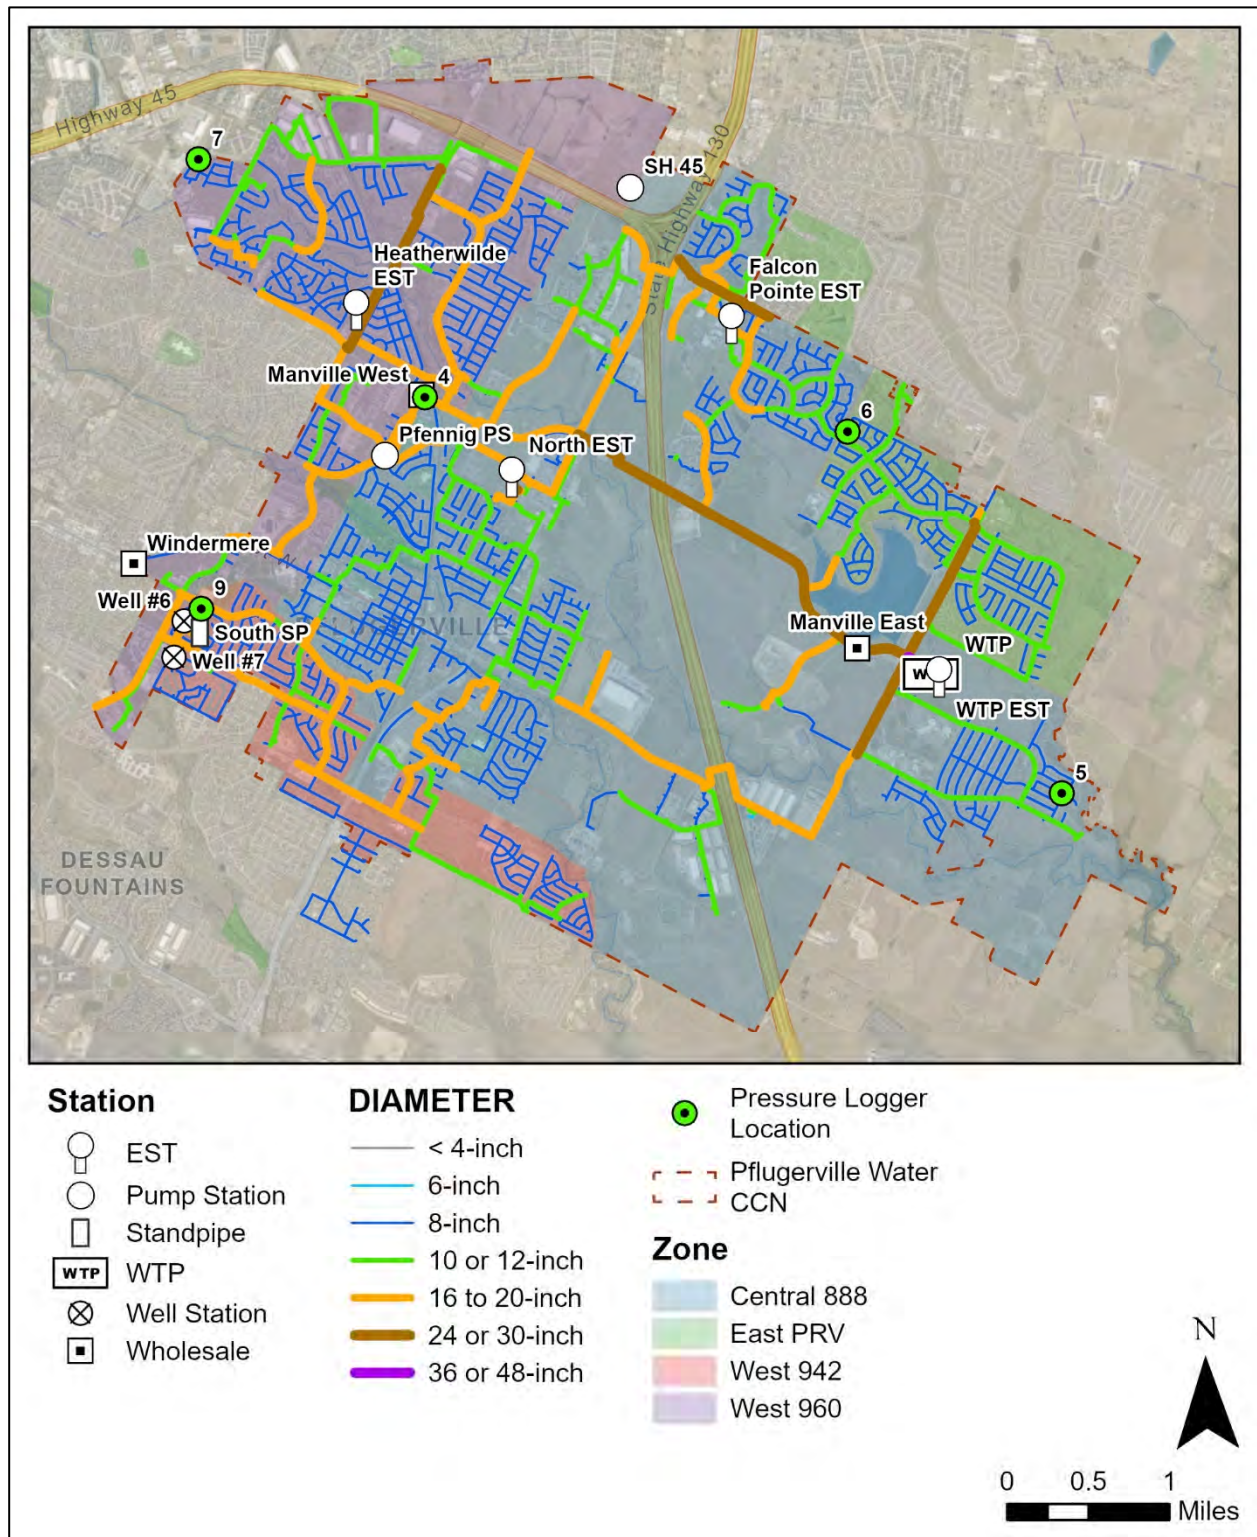 Highway 45
7
SH 45
State Highway 130
Heatherwilde
EST
Falcon
Pointe EST
Manville West
4
6
Pfennig PS
North EST
Windermere
9
Well #6
South SP
Well #7
Manville East
WTP
WTP EST
5
DESSAU
FOUNTAINS
Station
EST
Pump Station
Standpipe
WTP
WTP
Well Station
Wholesale
DIAMETER
< 4-inch
6-inch
8-inch
10 or 12-inch
16 to 20-inch
24 or 30-inch
36 or 48-inch
Pressure Logger
Location
Pflugerville Water
CCN
Zone
Central 888
East PRV
West 942
West 960
N
0 0.5 1
Miles